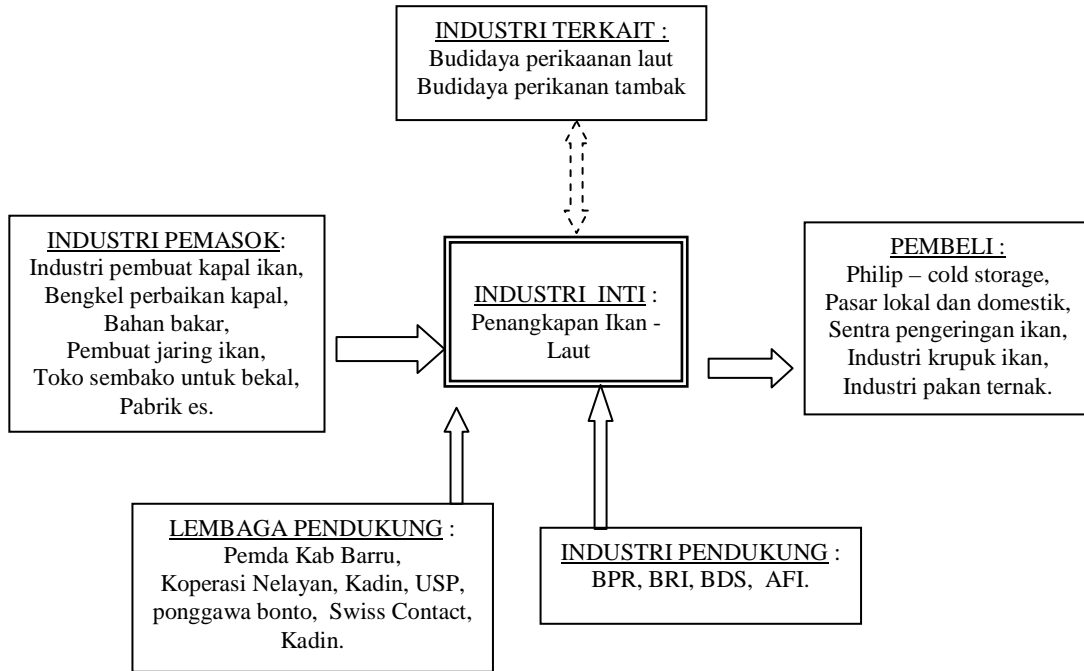 INDUSTRI TERKAIT :
Budidaya perikaanan laut
Budidaya perikanan tambak
INDUSTRI PEMASOK:
Industri pembuat kapal ikan,
Bengkel perbaikan kapal,
Bahan bakar,
Pembuat jaring ikan,
Toko sembako untuk bekal,
Pabrik es.
INDUSTRI INTI :
Penangkapan Ikan -
Laut
PEMBELI :
Philip – cold storage,
Pasar lokal dan domestik,
Sentra pengeringan ikan,
Industri krupuk ikan,
Industri pakan ternak.
LEMBAGA PENDUKUNG :
Pemda Kab Barru,
Koperasi Nelayan, Kadin, USP,
ponggawa bonto, Swiss Contact,
Kadin.
INDUSTRI PENDUKUNG :
BPR, BRI, BDS, AFI.